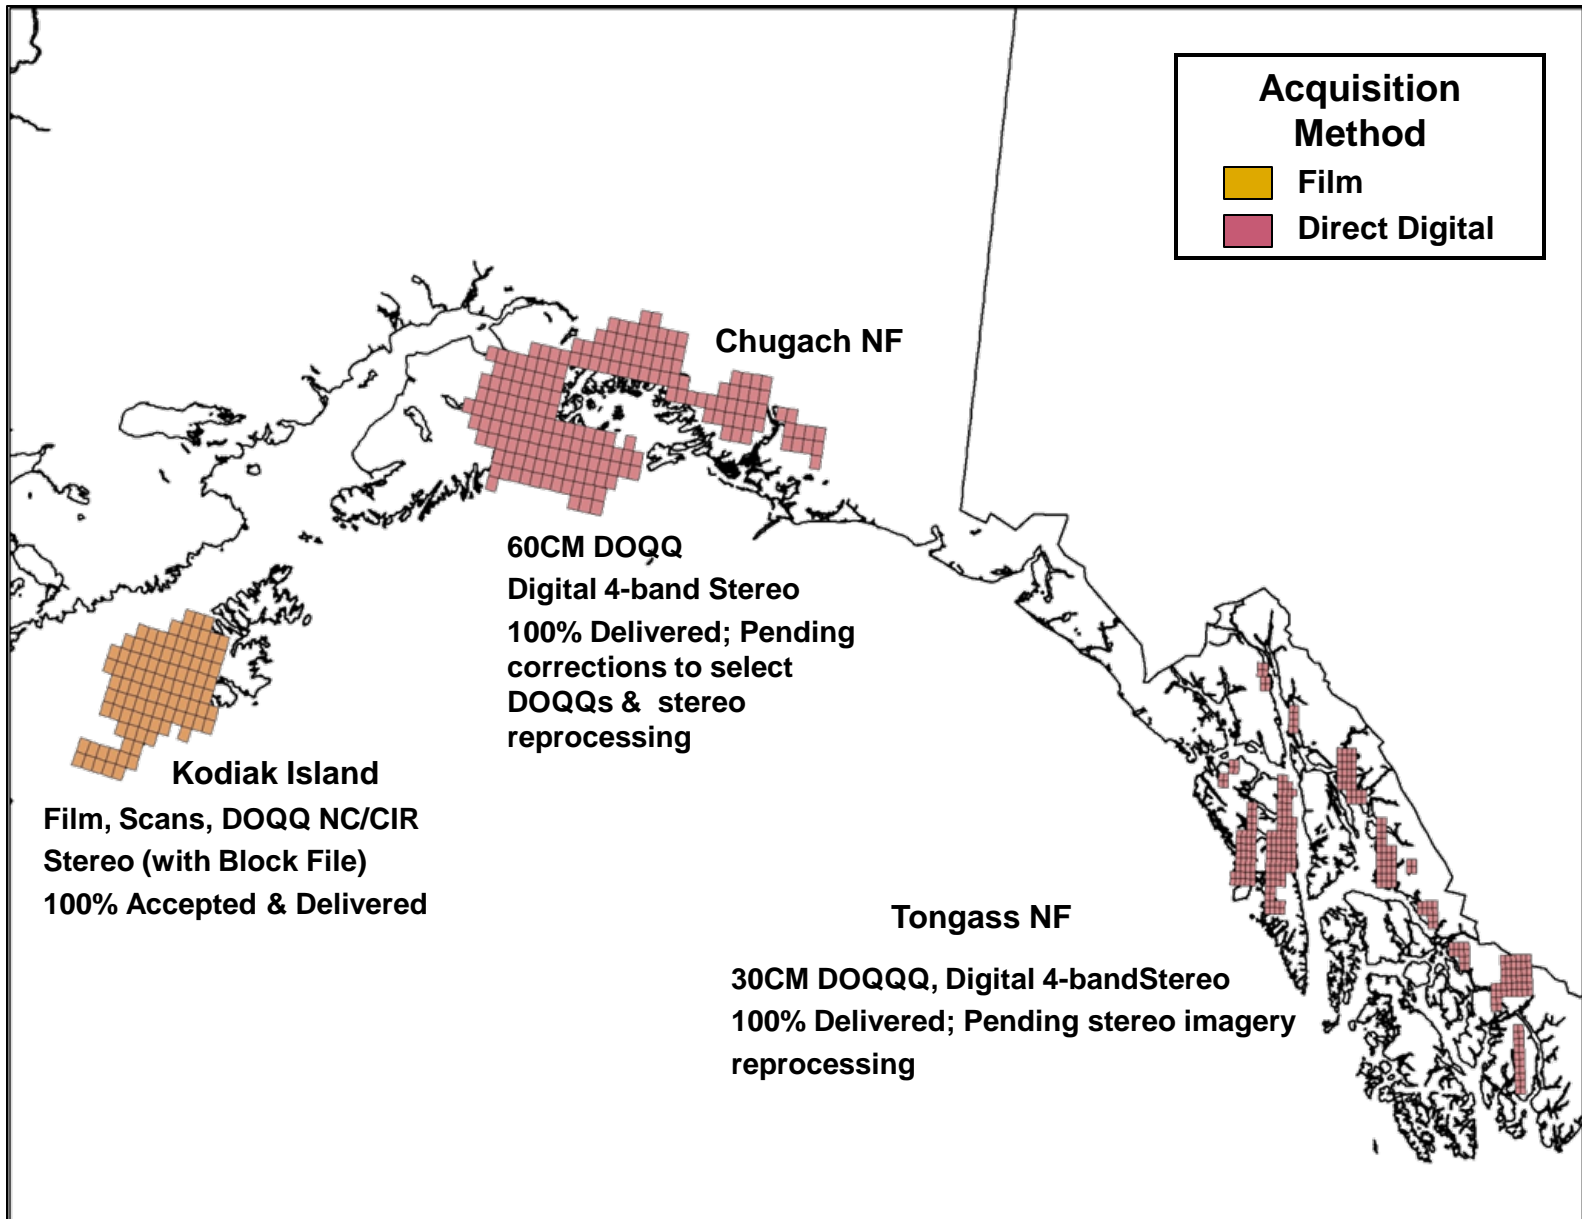 Acquisition
Method
Film
Direct Digital
Chugach NF
60CM DOQQ
Digital 4-band Stereo
100% Delivered; Pending
corrections to select
DOQQs & stereo
reprocessing
Kodiak Island
Film, Scans, DOQQ NC/CIR
Stereo (with Block File)
100% Accepted & Delivered
Tongass NF
30CM DOQQQ, Digital 4-bandStereo
100% Delivered; Pending stereo imagery
reprocessing